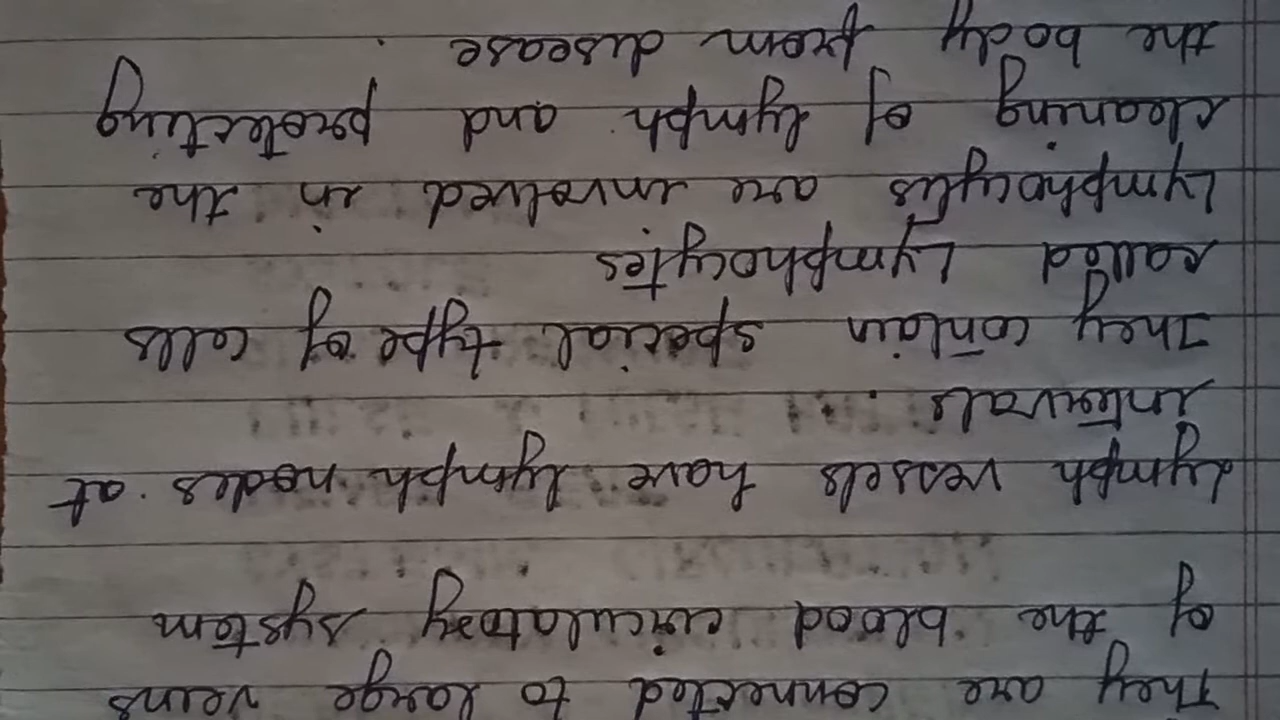 They are connected to large veins
of the blood circulatory system
Lymph vessels have lymph nodes at
intervals.
They contain special type of cells
called Lymphocytes
Lymphocytes are involved in the
cleaning of lymph and protecting
the body from disease.